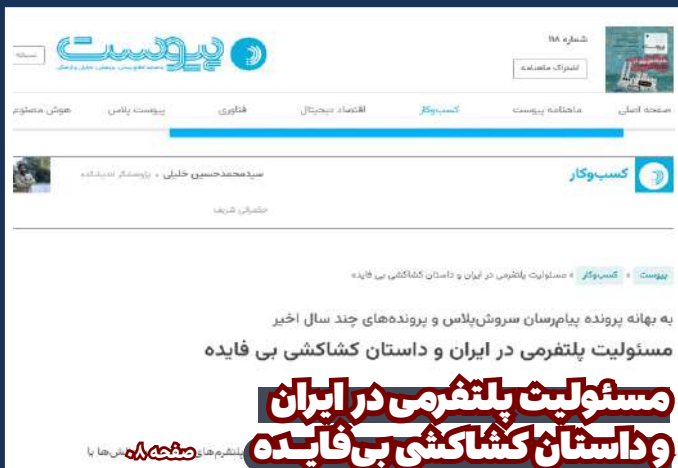 شماره ۱۱۸
اشتراک ماهنامه
پیوست
صفحه اصلی
ماهنامه پیوست
کسب‌وکار
اقتصاد دیجیتال
فناوری
پیوست پلاس
هوش مصنوعی
کسب‌وکار
سیدمحمدحسین خلیلی ، پژوهشگر اندیشکده
حکمرانی شریف
پیوست » کسب‌وکار » مسئولیت پلتفرمی در ایران و داستان کشاکشی بی فایده
به بهانه پرونده پیام‌رسان سروش‌پلاس و پرونده‌های چند سال اخیر
مسئولیت پلتفرمی در ایران و داستان کشاکشی بی فایده
مسئولیت پلتفرمی در ایران
و داستان کشاکشی بی‌فایـده
صفحه ۰۸